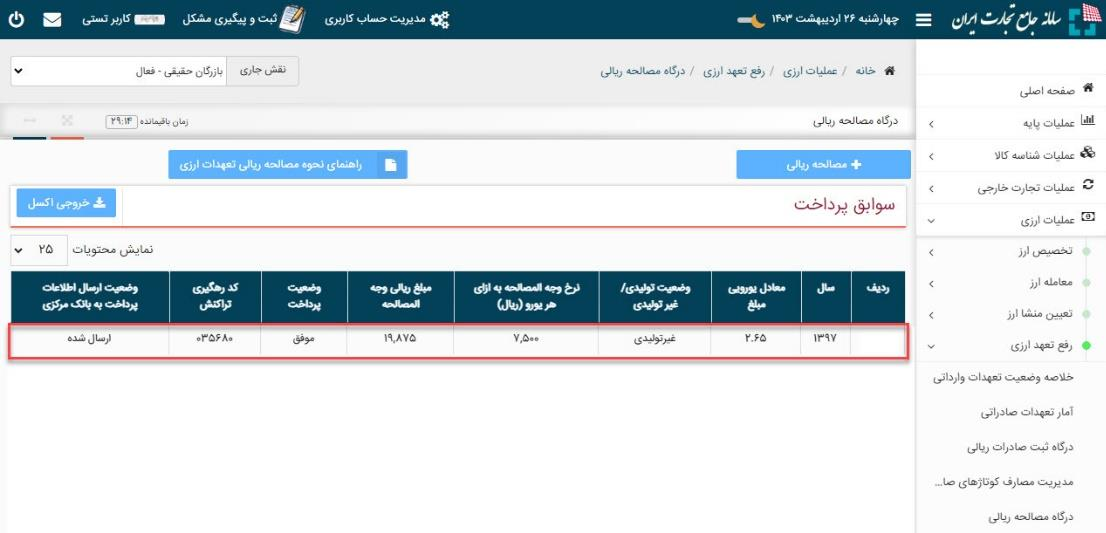 سامانه جامع تجارت ایران
چهارشنبه ۲۶ اردیبهشت ۱۴۰۳
مدیریت حساب کاربری
ثبت و پیگیری مشکل
کاربر تستی
صفحه اصلی
عملیات پایه
عملیات شناسه کالا
عملیات تجارت خارجی
عملیات ارزی
تخصیص ارز
معامله ارز
تعیین منشا ارز
رفع تعهد ارزی
خلاصه وضعیت تعهدات وارداتی
آمار تعهدات صادراتی
درگاه ثبت صادرات ریالی
مدیریت مصارف کوتاژهای صا...
درگاه مصالحه ریالی
خانه / عملیات ارزی / رفع تعهد ارزی / درگاه مصالحه ریالی
نقش جاری بازرگان حقیقی - فعال
درگاه مصالحه ریالی
زمان باقیمانده ۲۹:۱۴
+ مصالحه ریالی
راهنمای نحوه مصالحه ریالی تعهدات ارزی
سوابق پرداخت
خروجی اکسل
نمایش محتویات ۲۵
ردیف سال معادل یورویی مبلغ وضعیت تولیدی/ غیر تولیدی نرخ وجه المصالحه به ازای هر یورو (ریال) مبلغ ریالی وجه المصالحه وضعیت پرداخت کد رهگیری تراکنش وضعیت ارسال اطلاعات پرداخت به بانک مرکزی
۱۳۹۷ ۲.۶۵ غیرتولیدی ۷,۵۰۰ ۱۹,۸۷۵ موفق ۰۳۵۶۸۰ ارسال شده